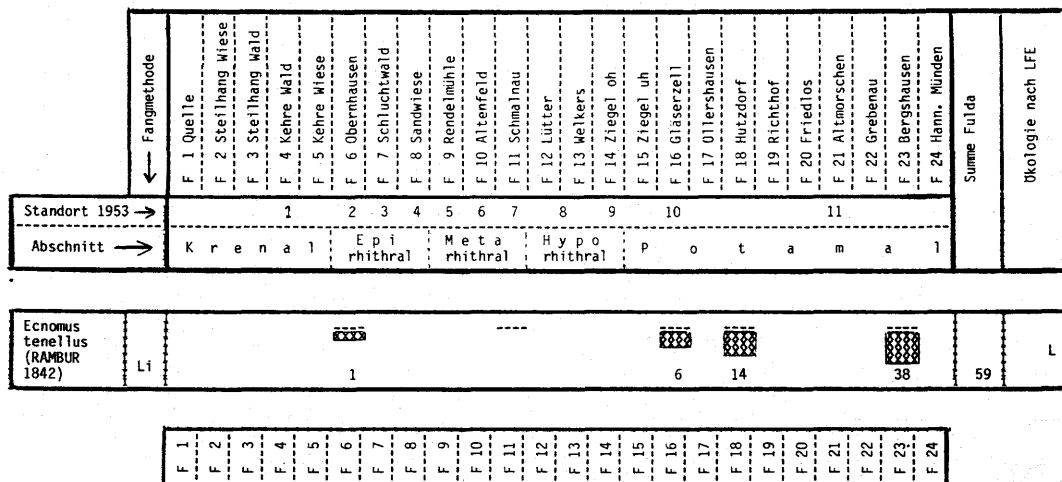 Fangmethode
F 1 Quelle
F 2 Steilhang Wiese
F 3 Steilhang Wald
F 4 Kehre Wald
F 5 Kehre Wiese
F 6 Obernhausen
F 7 Schluchtwald
F 8 Sandwiese
F 9 Rendelmühle
F 10 Altenfeld
F 11 Schmalnau
F 12 Lütter
F 13 Welkers
F 14 Ziegel oh
F 15 Ziegel uh
F 16 Gläserzell
F 17 Ollershausen
F 18 Hutzdorf
F 19 Richthof
F 20 Friedlos
F 21 Altmorschen
F 22 Grebenau
F 23 Bergshausen
F 24 Hann. Münden
Summe Fulda
Ökologie nach LFE
Standort 1953 → 1 2 3 4 5 6 7 8 9 10 11
Abschnitt → Krenal Epi rhithral Meta rhithral Hypo rhithral Potamal
Ecnomus
tenellus
(RAMBUR
1842) Li 1 6 14 38 59 L
F 1 F 2 F 3 F 4 F 5 F 6 F 7 F 8 F 9 F 10 F 11 F 12 F 13 F 14 F 15 F 16 F 17 F 18 F 19 F 20 F 21 F 22 F 23 F 24